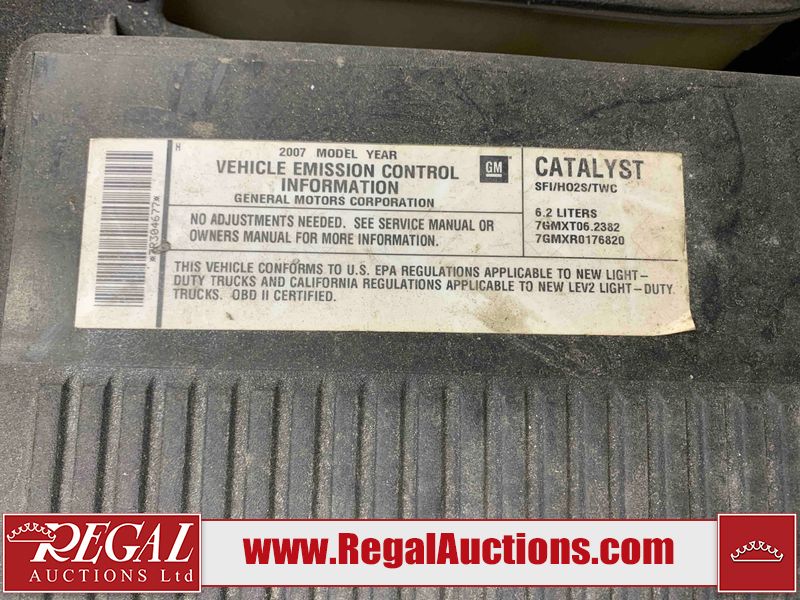 H
2007 MODEL YEAR
VEHICLE EMISSION CONTROL
INFORMATION
GENERAL MOTORS CORPORATION
GM
CATALYST
SFI/HO2S/TWC
NO ADJUSTMENTS NEEDED. SEE SERVICE MANUAL OR
OWNERS MANUAL FOR MORE INFORMATION.
6.2 LITERS
7GMXT06.2382
7GMXR0176820
THIS VEHICLE CONFORMS TO U.S. EPA REGULATIONS APPLICABLE TO NEW LIGHT-
DUTY TRUCKS AND CALIFORNIA REGULATIONS APPLICABLE TO NEW LEV2 LIGHT-DUTY
TRUCKS. OBD II CERTIFIED.
REGAL
AUCTIONS Ltd
www.RegalAuctions.com